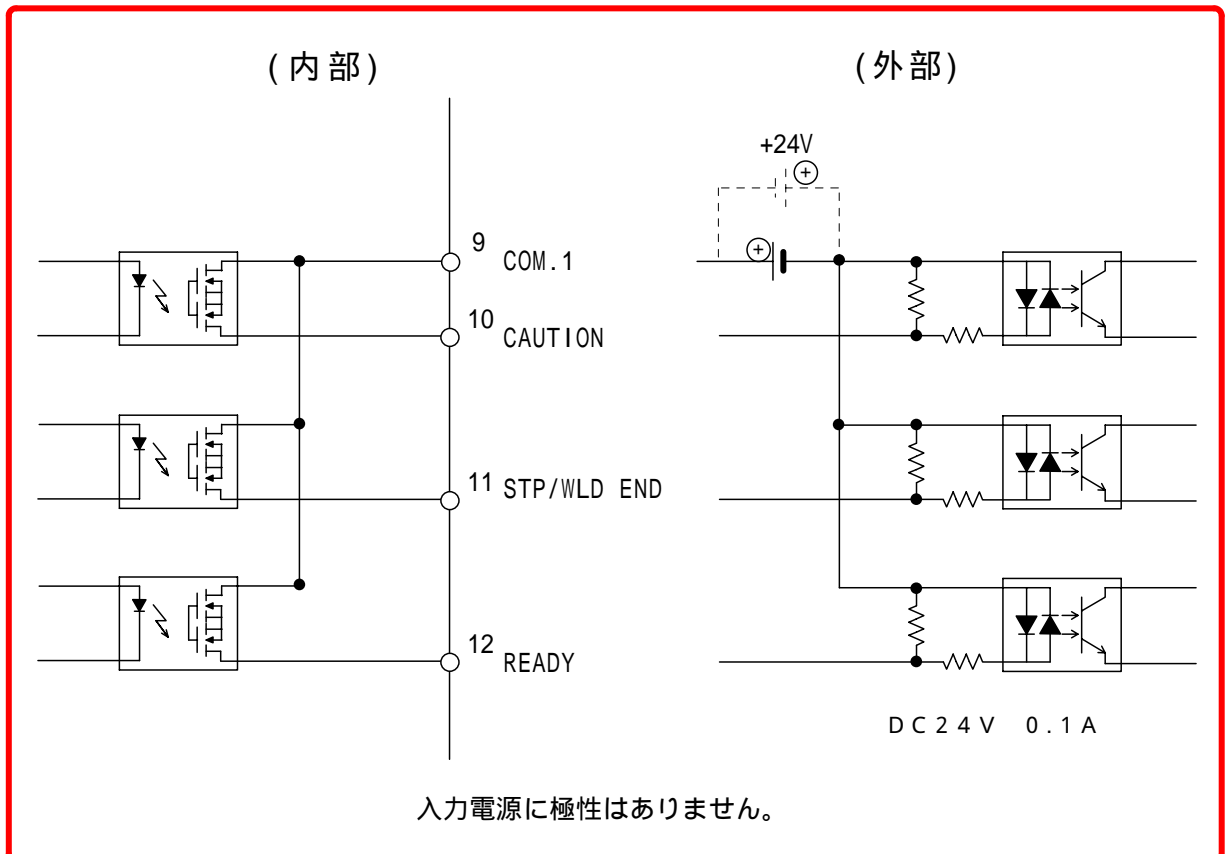 (内部)
(外部)
+24V
9 COM.1
10 CAUTION
11 STP/WLD END
12 READY
DC24V 0.1A
入力電源に極性はありません。